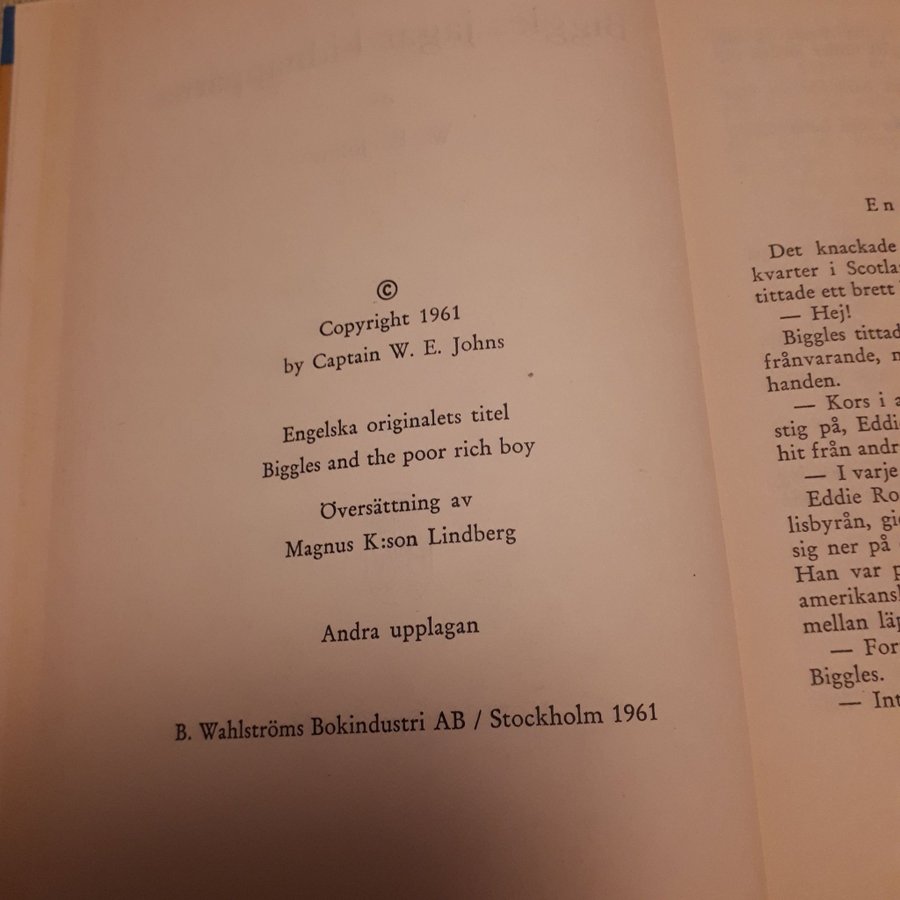 ©
Copyright 1961
by Captain W. E. Johns
Engelska originalets titel
Biggles and the poor rich boy
Översättning av
Magnus K:son Lindberg
Andra upplagan
B. Wahlströms Bokindustri AB / Stockholm 1961
En
Det knackade
kvarter i Scotla
tittade ett brett
— Hej!
Biggles tittad
frånvarande, m
handen.
— Kors i a
stig på, Eddi
hit från andr
— I varje
Eddie Ro
lisbyrån, gi
sig ner på
Han var p
amerikansk
mellan läp
— For
Biggles.
— Int